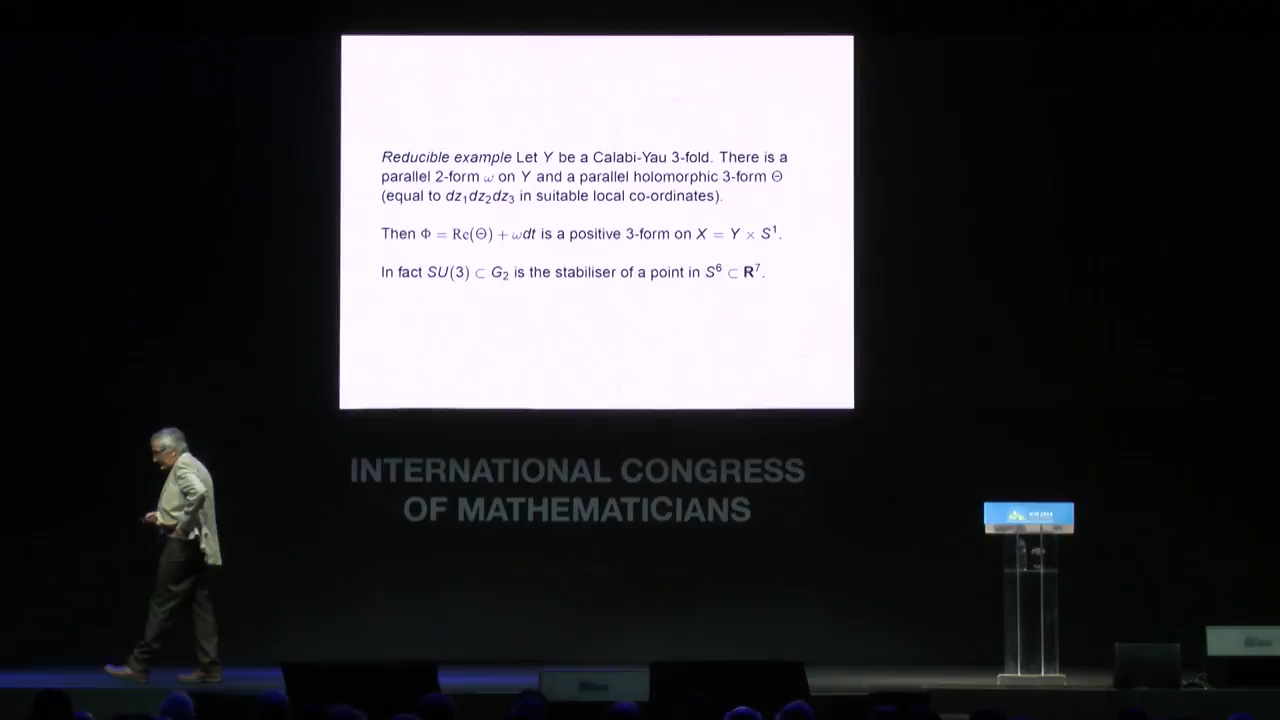 Reducible example Let Y be a Calabi-Yau 3-fold. There is a
parallel 2-form ω on Y and a parallel holomorphic 3-form Θ
(equal to dz₁dz₂dz₃ in suitable local co-ordinates).
Then Φ = Re(Θ) + ωdt is a positive 3-form on X = Y × S¹.
In fact SU(3) ⊂ G₂ is the stabiliser of a point in S⁶ ⊂ R⁷.
INTERNATIONAL CONGRESS
OF MATHEMATICIANS